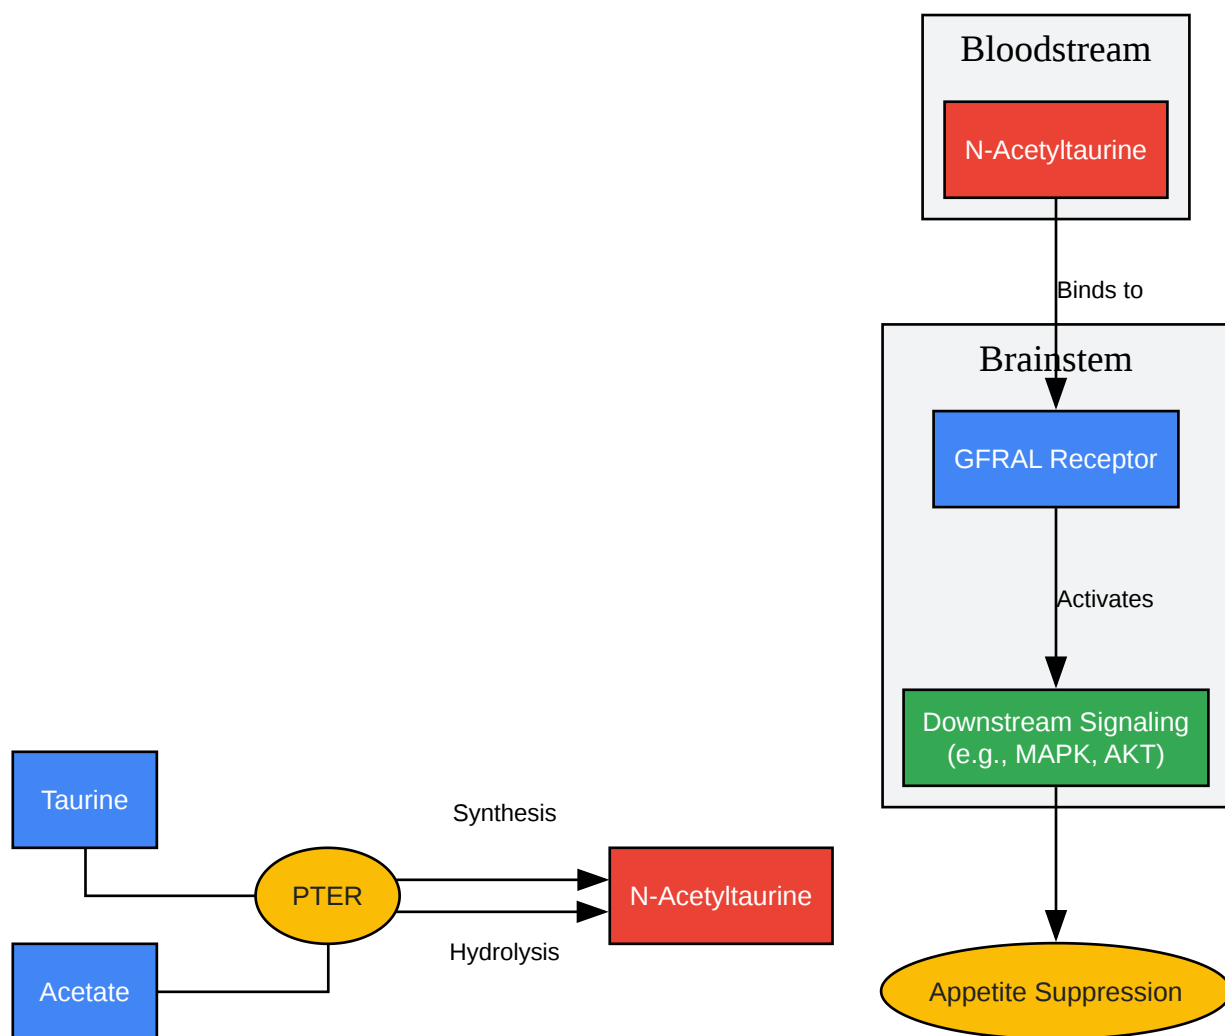 Bloodstream
N-Acetyltaurine
Binds to
Brainstem
GFRAL Receptor
Activates
Downstream Signaling
(e.g., MAPK, AKT)
Appetite Suppression
Taurine
Acetate
PTER
Synthesis
Hydrolysis
N-Acetyltaurine